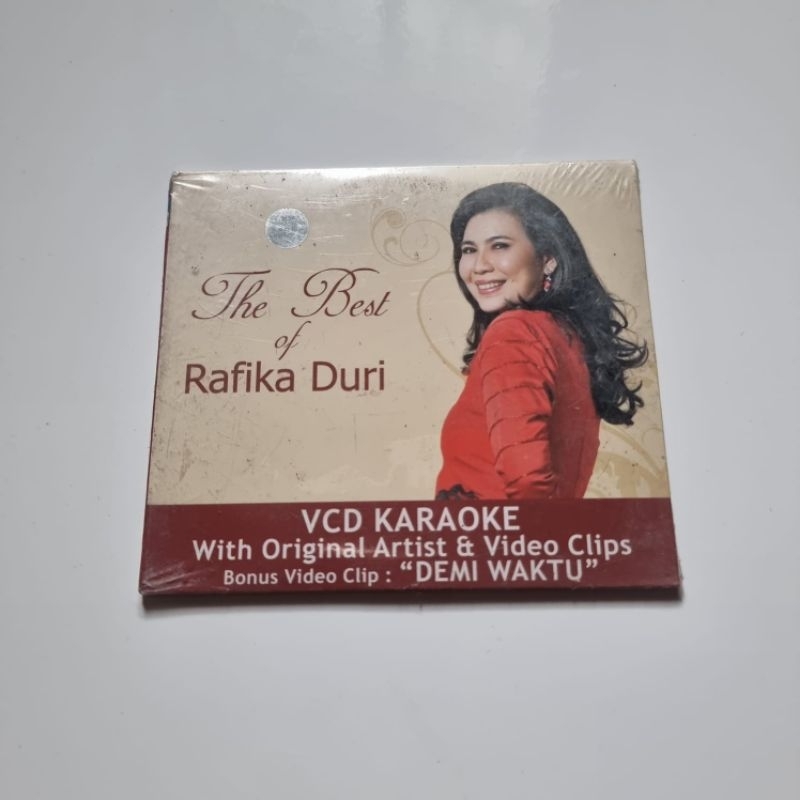 The Best
of
Rafika Duri
VCD KARAOKE
With Original Artist & Video Clips
Bonus Video Clip : "DEMI WAKTU"